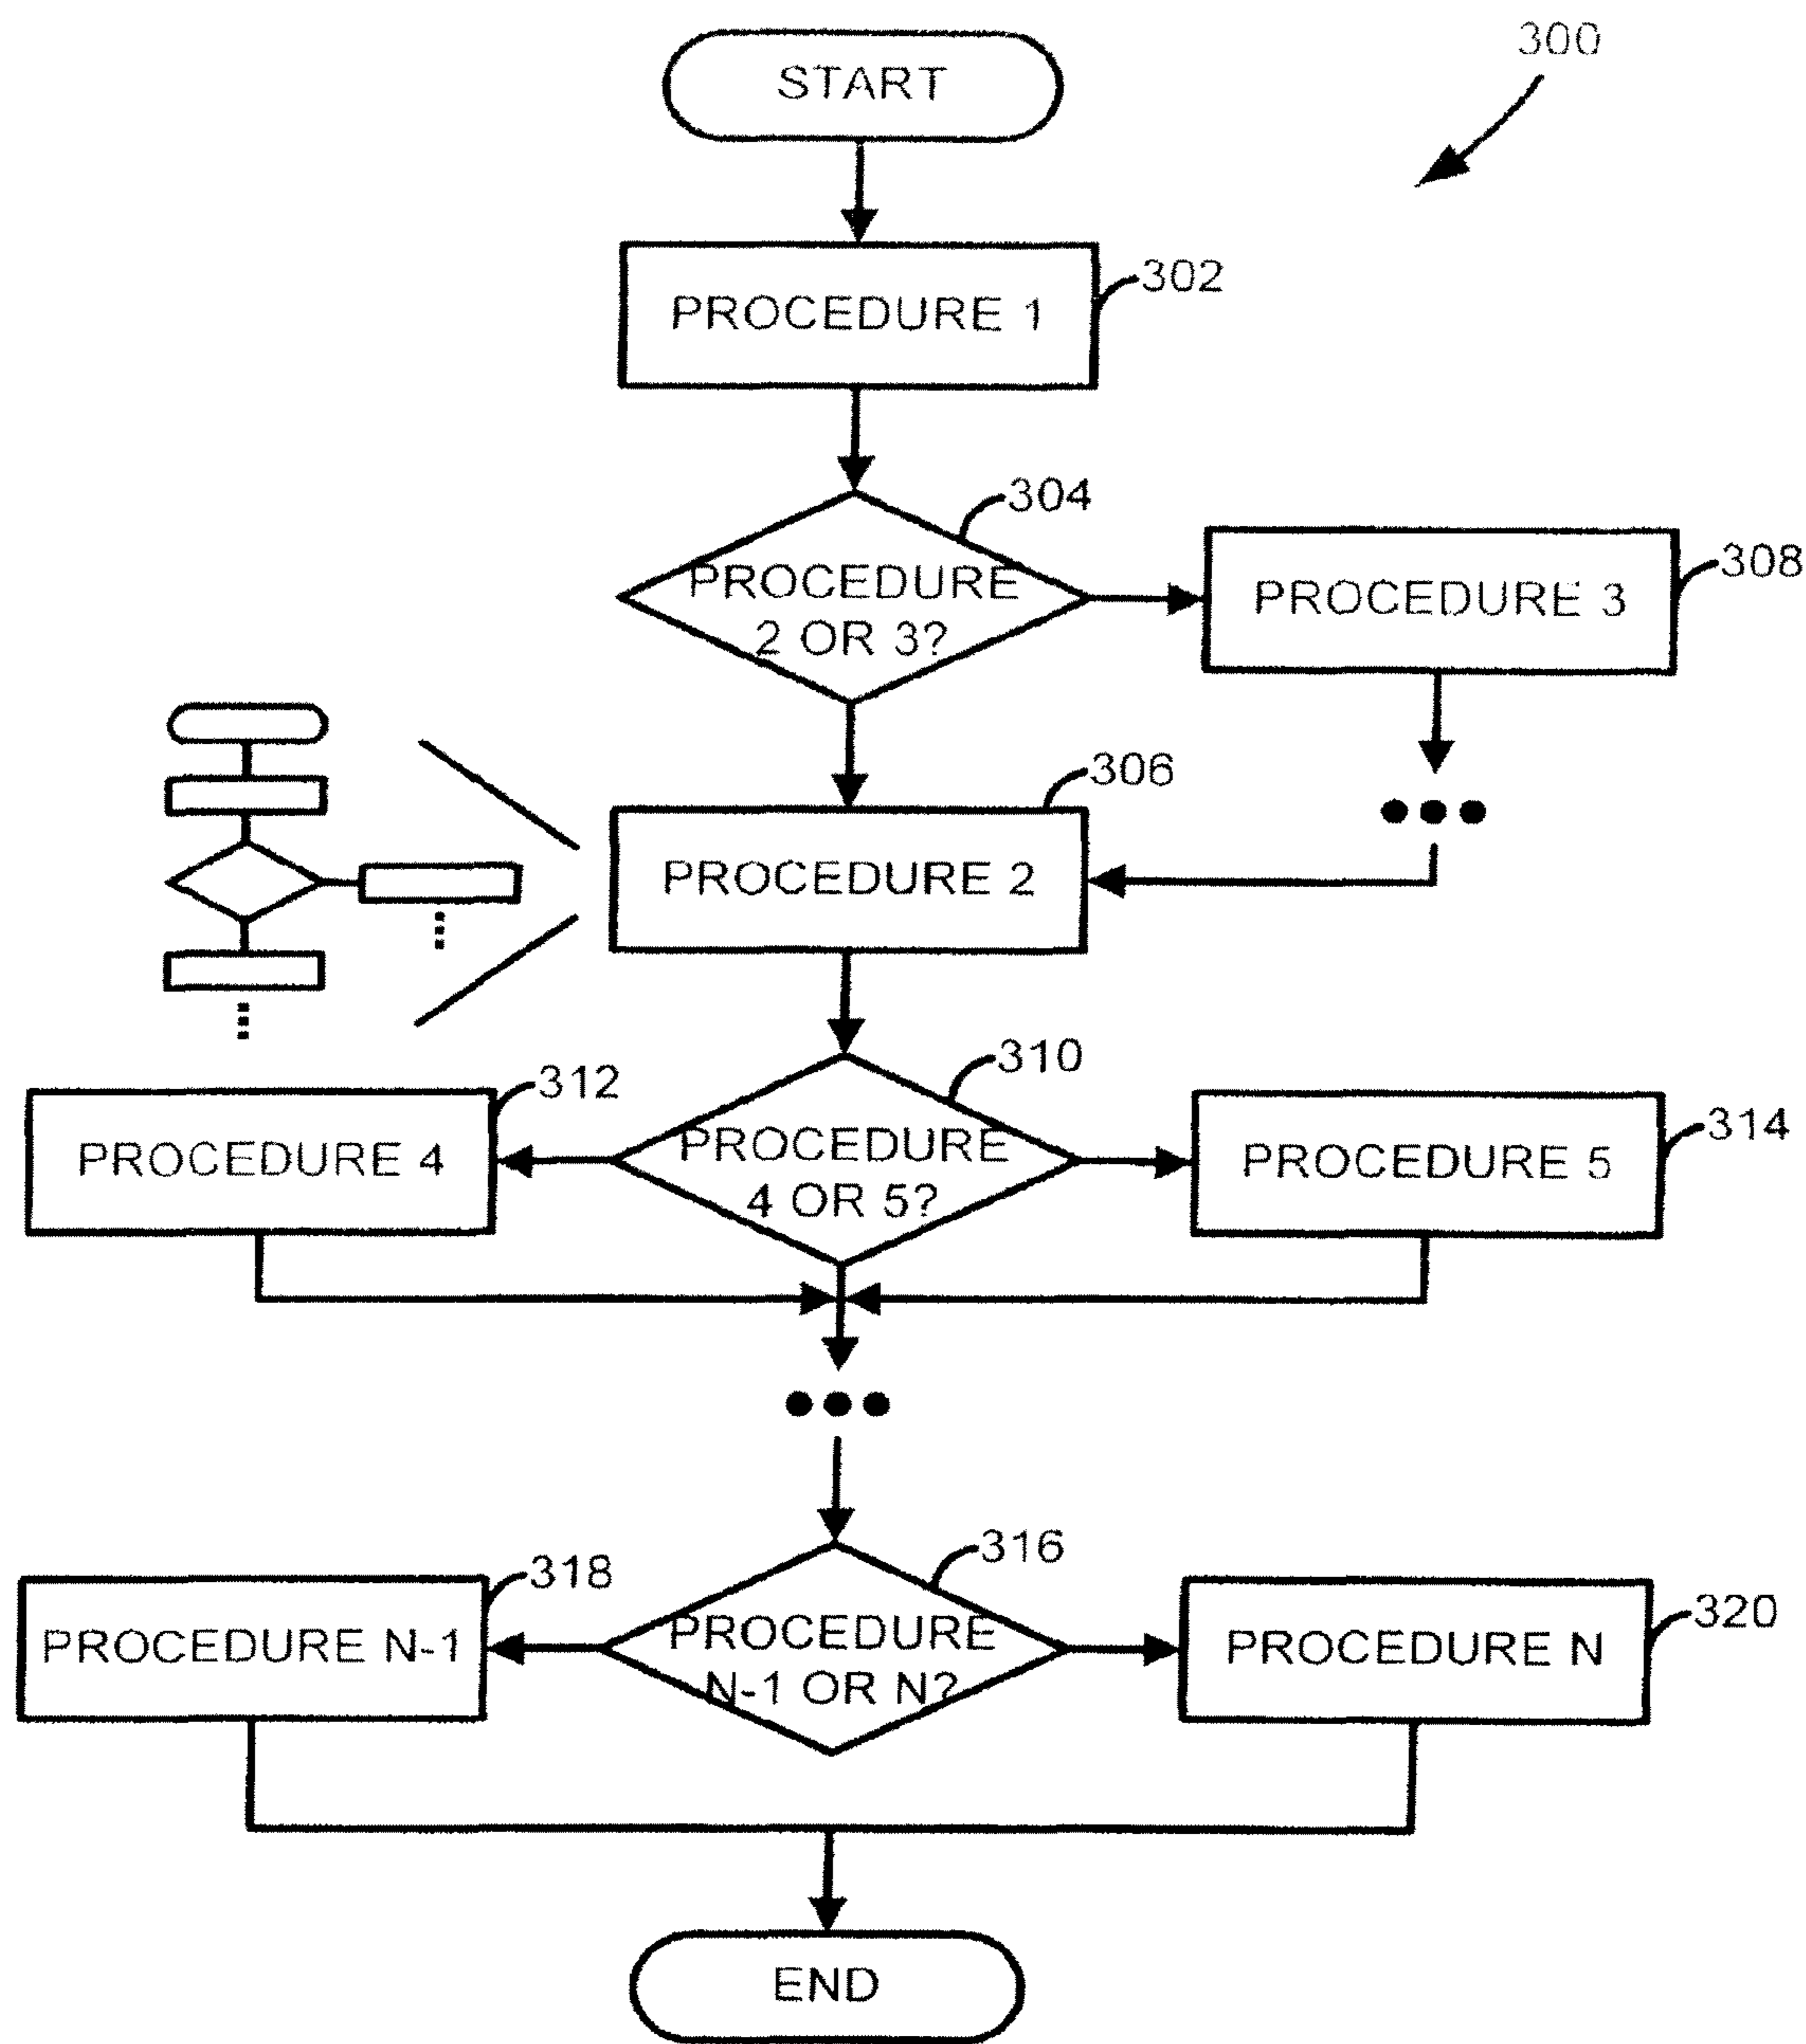 300
START
PROCEDURE 1
302
304
PROCEDURE
2 OR 3?
PROCEDURE 3
308
306
PROCEDURE 2
310
312
PROCEDURE 4
PROCEDURE
4 OR 5?
PROCEDURE 5
314
316
318
PROCEDURE N-1
PROCEDURE
N-1 OR N?
PROCEDURE N
320
END